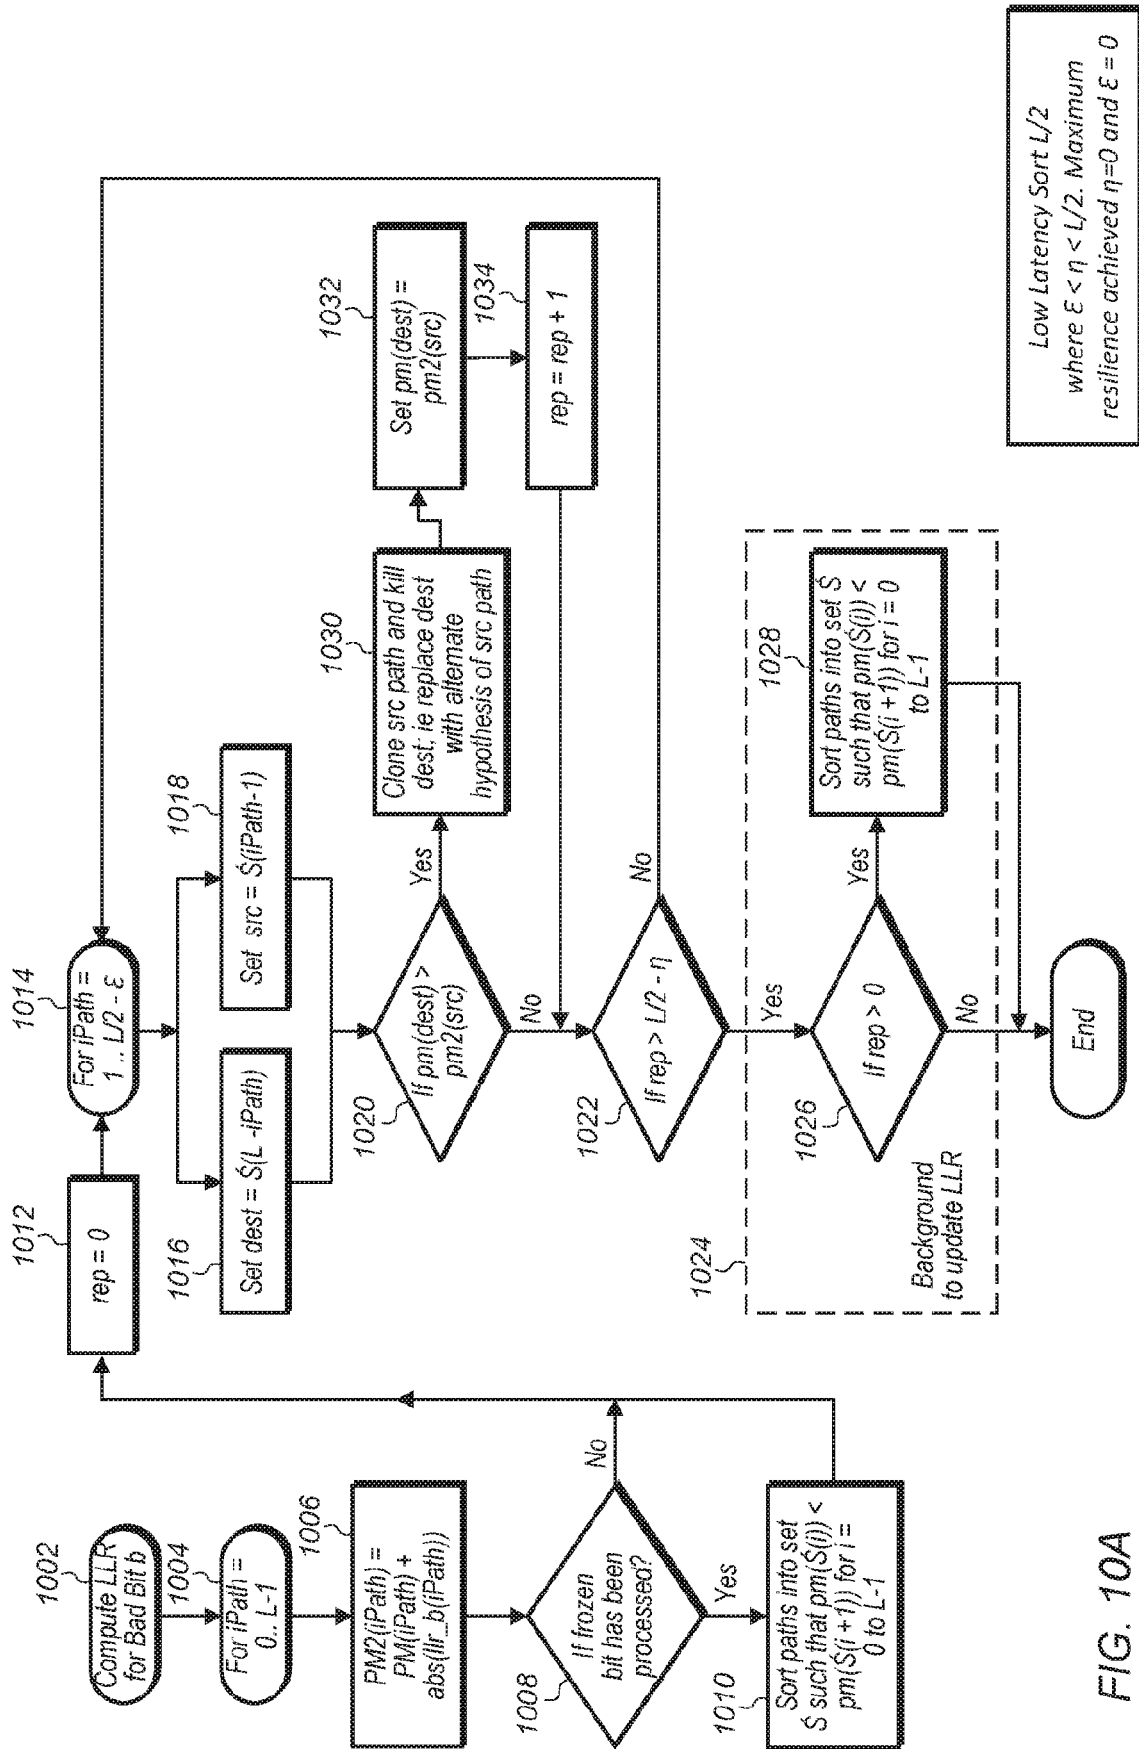 1002
Compute LLR
for Bad Bit b
1004
For iPath =
0.. L-1
1006
PM2(iPath) =
PM(iPath) +
abs(llr_b(iPath))
1008
If frozen
bit has been
processed?
No
Yes
1010
Sort paths into set
Ś such that pm(Ś(i)) <
pm(Ś(i+1)) for i =
0 to L-1
1012
rep = 0
1014
For iPath =
1.. L/2 - ε
1016
Set dest = Ś(L -iPath)
1018
Set src = Ś(iPath-1)
1020
If pm(dest) >
pm2(src)
Yes
No
1030
Clone src path and kill
dest; ie replace dest
with alternate
hypothesis of src path
1032
Set pm(dest) =
pm2(src)
1034
rep = rep + 1
1022
If rep > L/2 - η
No
Yes
1024
Background
to update LLR
1026
If rep > 0
Yes
No
1028
Sort paths into set Ś
such that pm(Ś(i)) <
pm(Ś(i +1)) for i = 0
to L-1
End
Low Latency Sort L/2
where ε < η < L/2. Maximum
resilience achieved η=0 and ε = 0
FIG. 10A